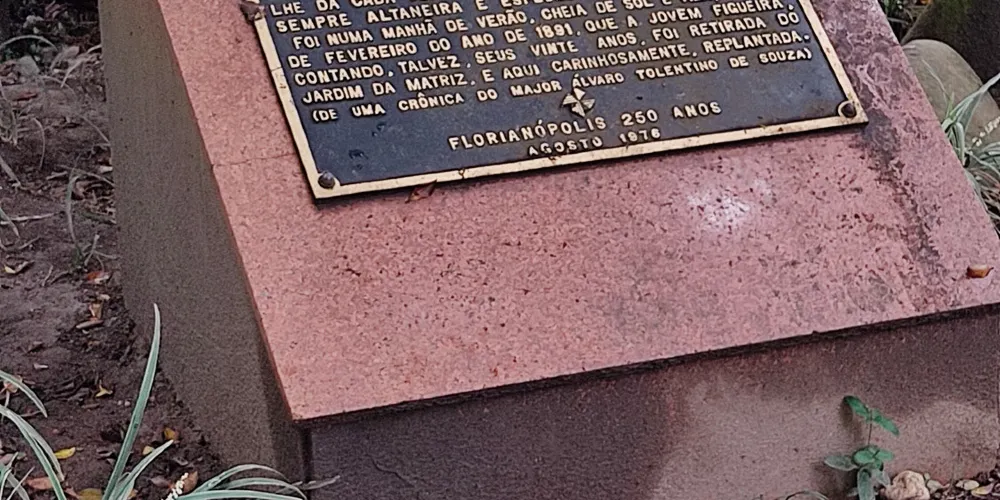 LHE DA
SEMPRE ALTANEIRA E
FOI NUMA MANHÃ DE VERÃO, CHEIA DE SOL E
DE FEVEREIRO DO ANO DE 1891, QUE A JOVEM FIGUEIRA,
CONTANDO, TALVEZ, SEUS VINTE ANOS, FOI RETIRADA DO
JARDIM DA MATRIZ, E AQUI CARINHOSAMENTE, REPLANTADA.
(DE UMA CRÔNICA DO MAJOR ÁLVARO TOLENTINO DE SOUZA)
FLORIANÓPOLIS 250 ANOS
AGOSTO 1976